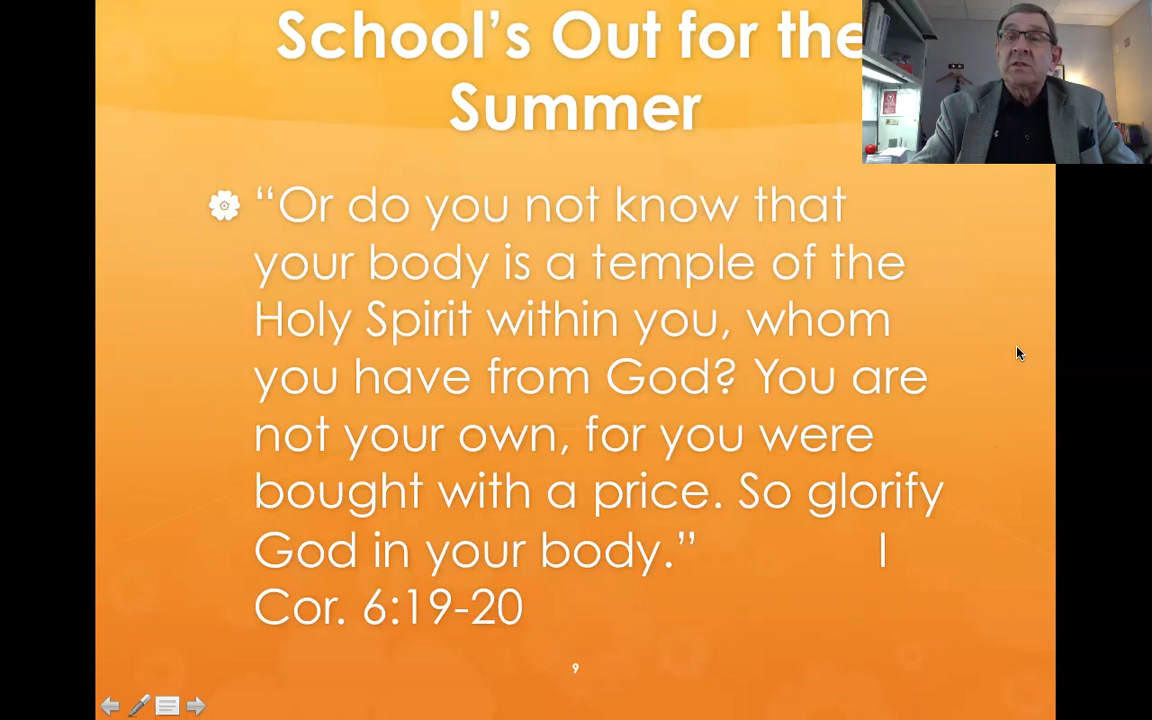 School’s Out for the
Summer
“Or do you not know that
your body is a temple of the
Holy Spirit within you, whom
you have from God? You are
not your own, for you were
bought with a price. So glorify
God in your body.” I
Cor. 6:19-20
9